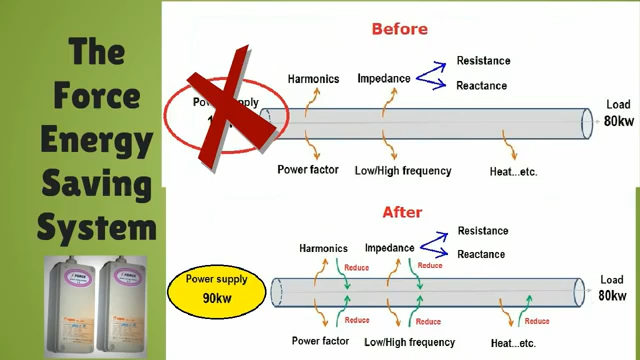 The
Force
Energy
Saving
System
Before
Harmonics
Impedance
Resistance
Reactance
Load
80kw
Power factor
Low/High frequency
Heat...etc.
After
Harmonics
Impedance
Resistance
Reactance
Reduce
Reduce
Power supply
90kw
Load
80kw
Power factor
Reduce
Low/High frequency
Reduce
Heat...etc.
Reduce